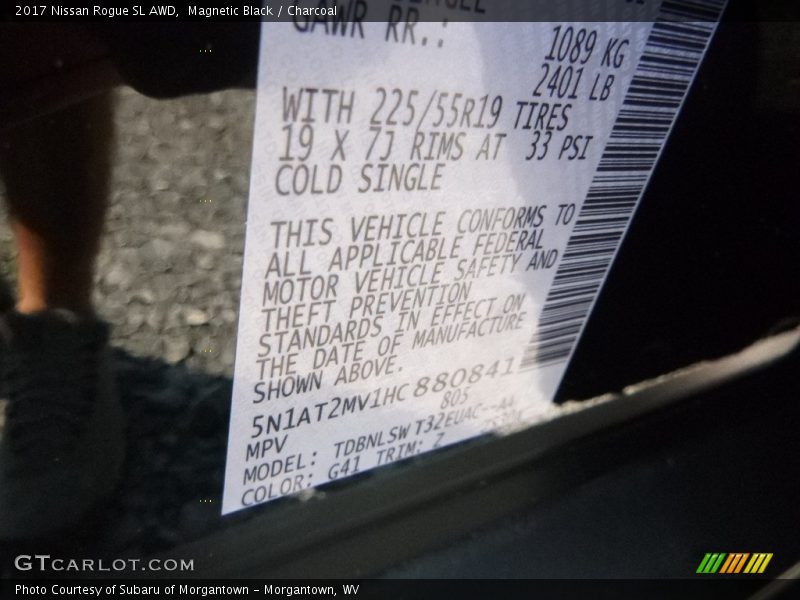 2017 Nissan Rogue SL AWD,  Magnetic Black / Charcoal
GAWR RR.:
1089 KG
2401 LB
WITH 225/55R19 TIRES
19 X 7J RIMS AT 33 PSI
COLD SINGLE
THIS VEHICLE CONFORMS TO
ALL APPLICABLE FEDERAL
MOTOR VEHICLE SAFETY AND
THEFT PREVENTION
STANDARDS IN EFFECT ON
THE DATE OF MANUFACTURE
SHOWN ABOVE.
5N1AT2MV1HC880841
MPV 805
MODEL: TDBNLSW T32EUAC--AA
COLOR: G41 TRIM: Z
GTCARLOT.COM
Photo Courtesy of Subaru of Morgantown - Morgantown, WV